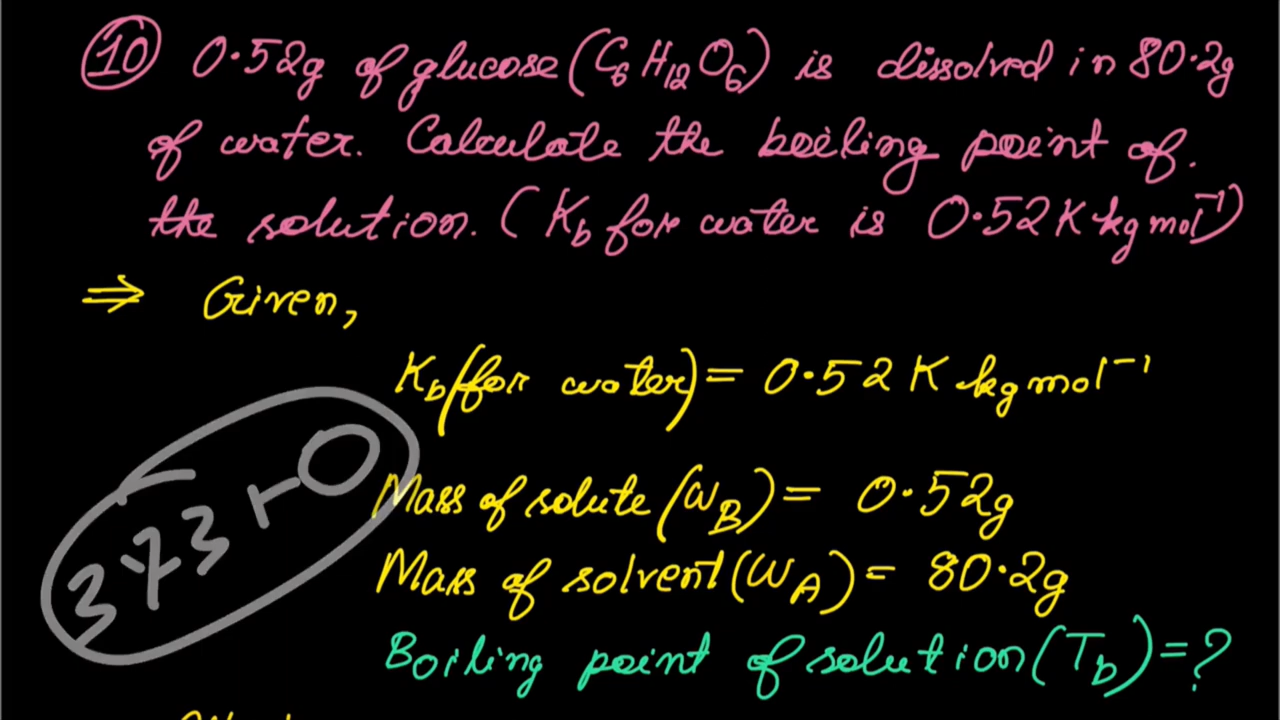 10 0.52g of glucose (C6H12O6) is dissolved in 80.2g
of water. Calculate the boiling point of.
the solution. (Kb for water is 0.52 K kg mol⁻¹)
⇒ Given,
Kb (for water) = 0.52 K kg mol⁻¹
Mass of solute (WB) = 0.52g
Mass of solvent (WA) = 80.2g
Boiling point of solution (Tb) = ?